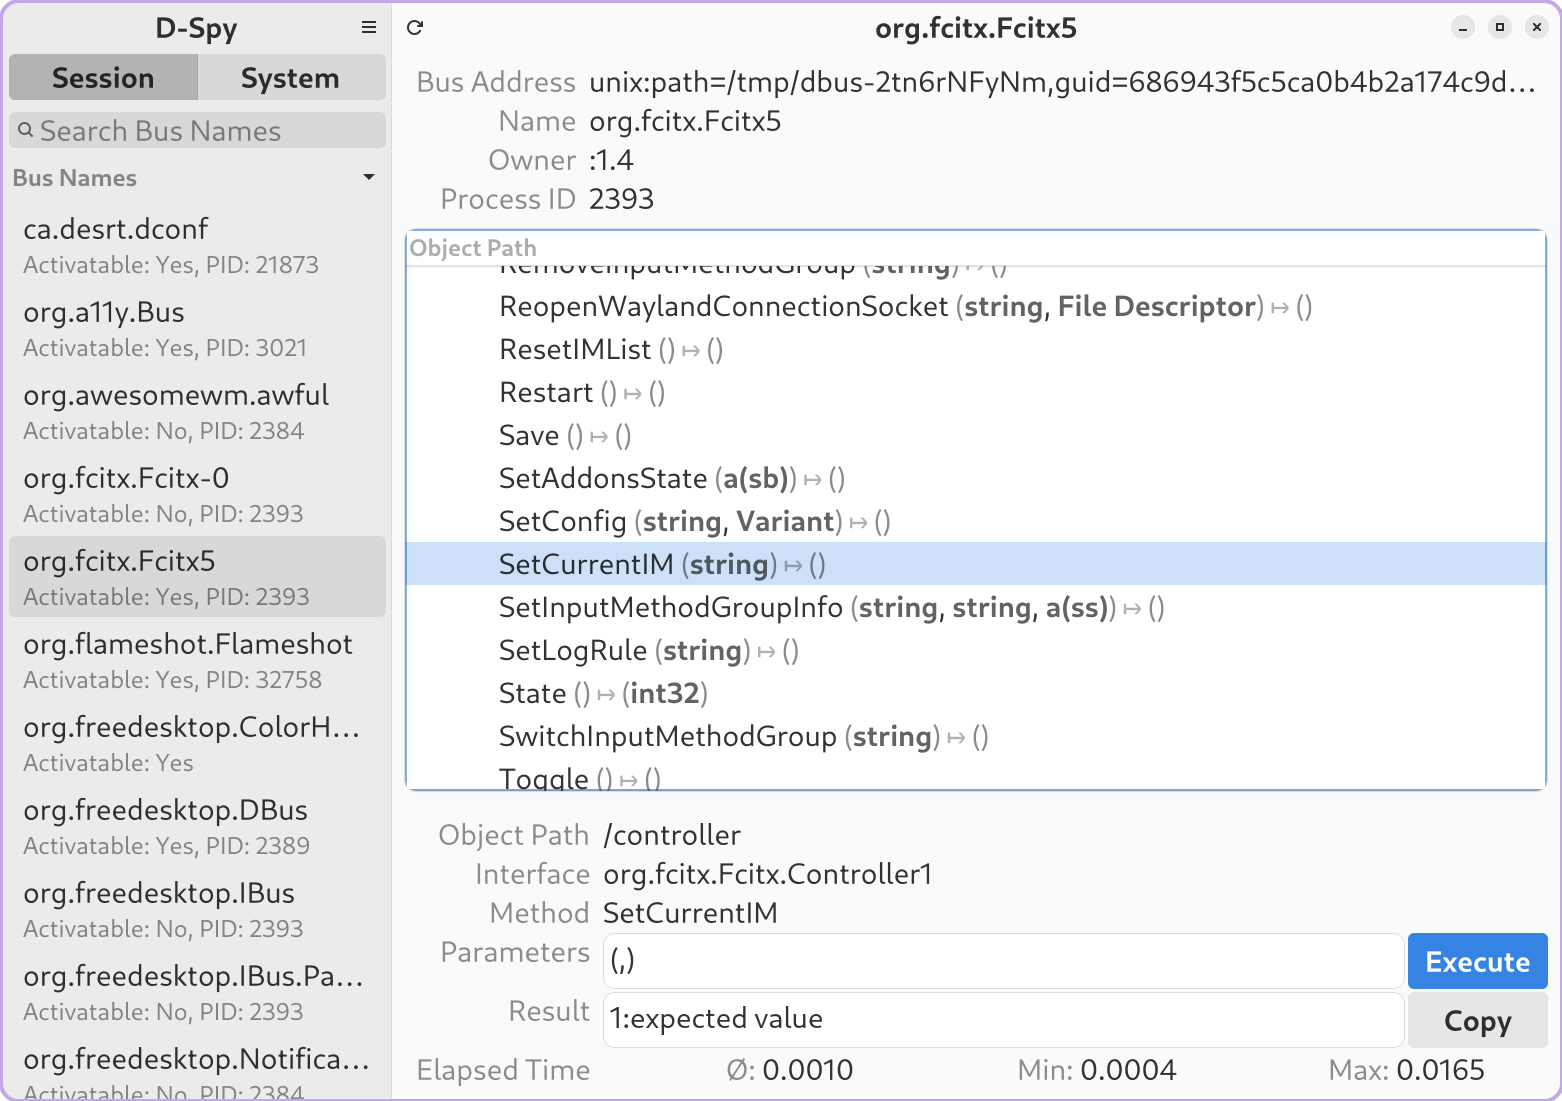 D-Spy
Session
System
Search Bus Names
Bus Names
ca.desrt.dconf
Activatable: Yes, PID: 21873
org.a11y.Bus
Activatable: Yes, PID: 3021
org.awesomewm.awful
Activatable: No, PID: 2384
org.fcitx.Fcitx-0
Activatable: No, PID: 2393
org.fcitx.Fcitx5
Activatable: Yes, PID: 2393
org.flameshot.Flameshot
Activatable: Yes, PID: 32758
org.freedesktop.ColorH...
Activatable: Yes
org.freedesktop.DBus
Activatable: Yes, PID: 2389
org.freedesktop.IBus
Activatable: No, PID: 2393
org.freedesktop.IBus.Pa...
Activatable: No, PID: 2393
org.freedesktop.Notifica...
Activatable: No, PID: 2384
org.fcitx.Fcitx5
Bus Address unix:path=/tmp/dbus-2tn6rNFyNm,guid=686943f5c5ca0b4b2a174c9d...
Name org.fcitx.Fcitx5
Owner :1.4
Process ID 2393
Object Path
RemoveInputMethodGroup (string) ↦ ()
ReopenWaylandConnectionSocket (string, File Descriptor) ↦ ()
ResetIMList () ↦ ()
Restart () ↦ ()
Save () ↦ ()
SetAddonsState (a(sb)) ↦ ()
SetConfig (string, Variant) ↦ ()
SetCurrentIM (string) ↦ ()
SetInputMethodGroupInfo (string, string, a(ss)) ↦ ()
SetLogRule (string) ↦ ()
State () ↦ (int32)
SwitchInputMethodGroup (string) ↦ ()
Toggle () ↦ ()
Object Path /controller
Interface org.fcitx.Fcitx.Controller1
Method SetCurrentIM
Parameters (,) Execute
Result 1:expected value Copy
Elapsed Time Ø: 0.0010 Min: 0.0004 Max: 0.0165